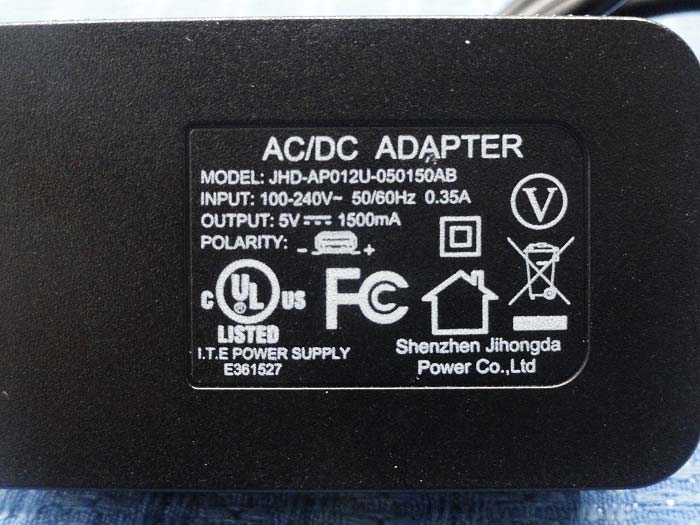 AC/DC ADAPTER
MODEL: JHD-AP012U-050150AB
INPUT: 100-240V~ 50/60Hz 0.35A
OUTPUT: 5V⎓ 1500mA
POLARITY: - +
V
C UL US
®
LISTED
I.T.E POWER SUPPLY
E361527
FC
Shenzhen Jihongda
Power Co.,Ltd